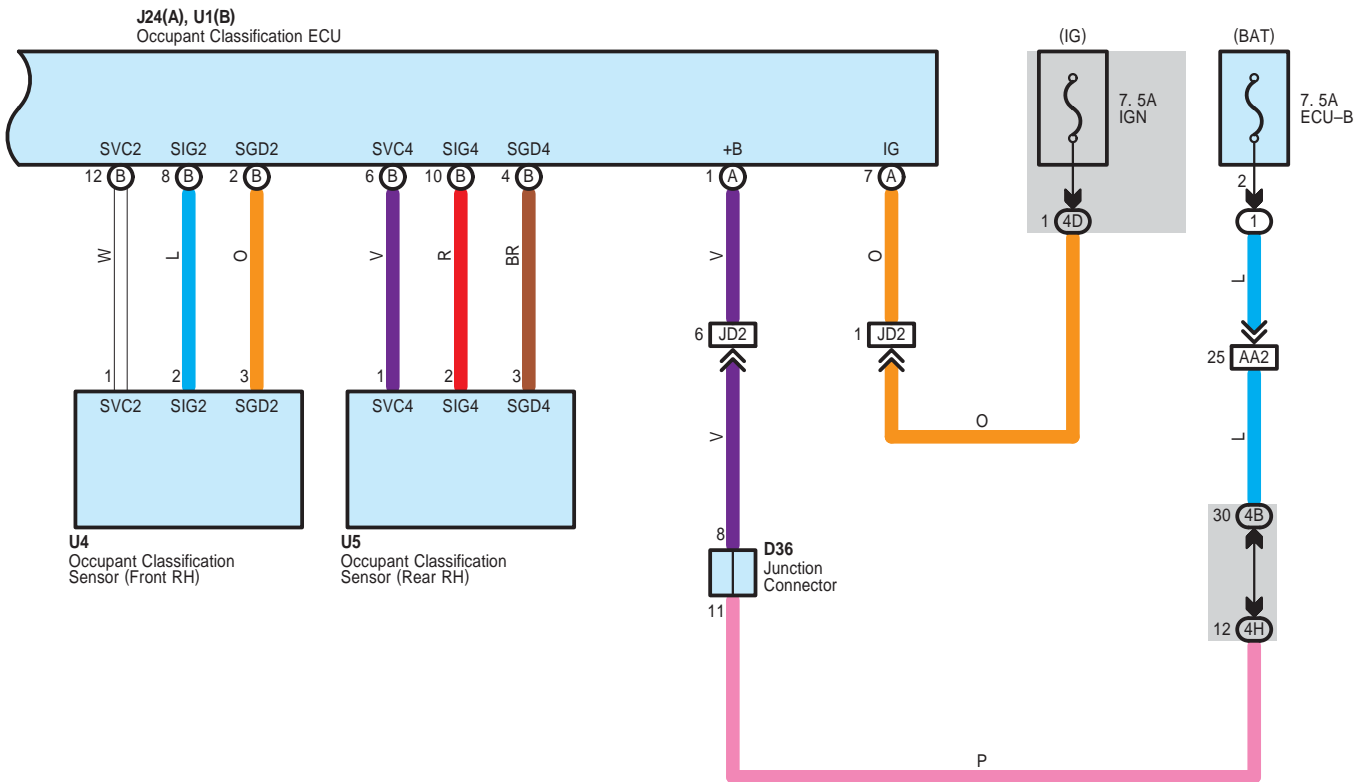 J24(A), U1(B)
Occupant Classification ECU
(IG)
(BAT)
7. 5A
IGN
7. 5A
ECU–B
SVC2 SIG2 SGD2 SVC4 SIG4 SGD4 +B IG
12 B 8 B 2 B 6 B 10 B 4 B 1 A 7 A
2
1 4D
1
W L O V R BR V O L
6 JD2
1 JD2
25 AA2
1 2 3 1 2 3
SVC2 SIG2 SGD2 SVC4 SIG4 SGD4
V
O
L
30 4B
8
D36
Junction
Connector
11
12 4H
U4
Occupant Classification
Sensor (Front RH)
U5
Occupant Classification
Sensor (Rear RH)
P